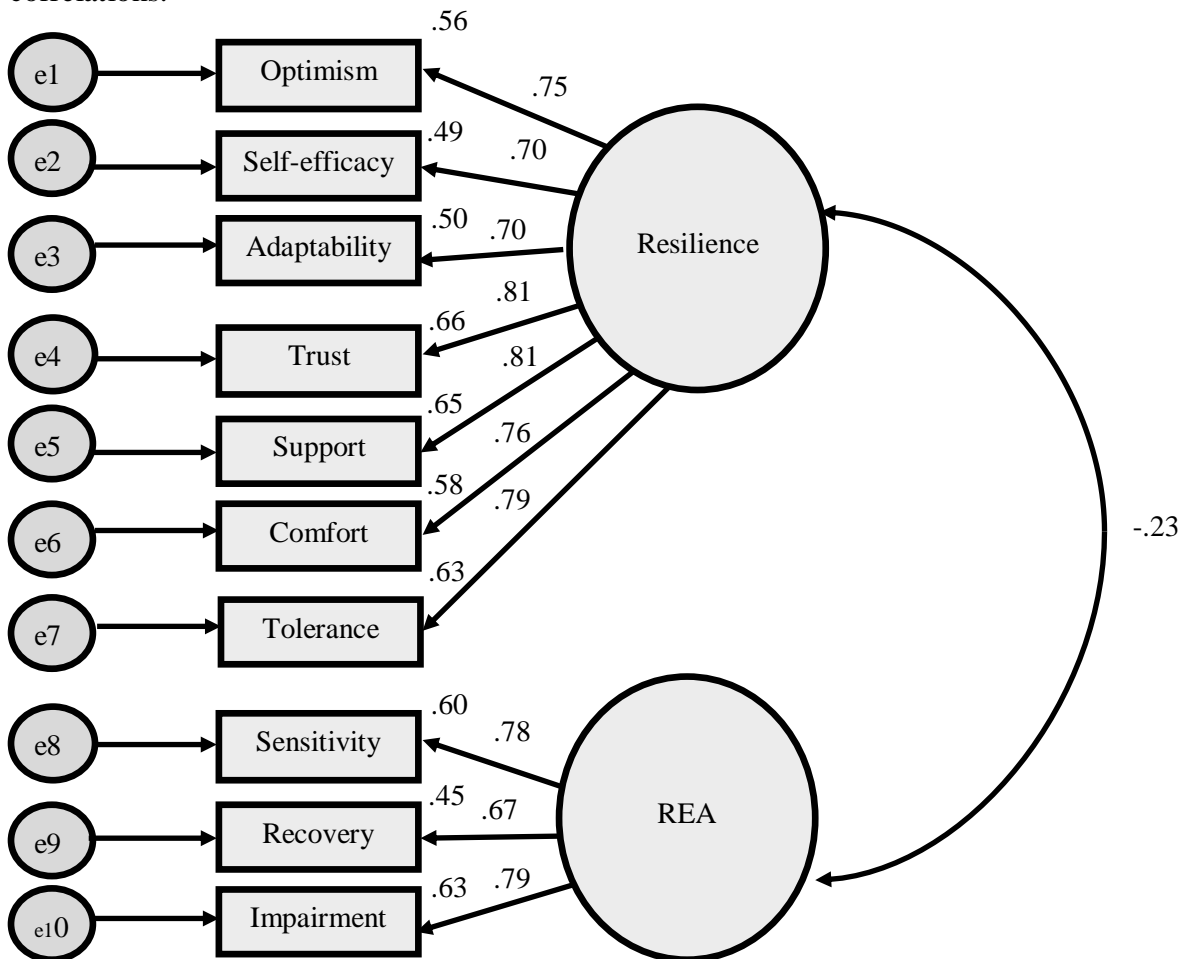 correlations.
.56
e1 Optimism .75
.49
e2 Self-efficacy .70
.50
e3 Adaptability .70 Resilience
.81
.66
e4 Trust .81
.65
e5 Support .76
.58
e6 Comfort .79 -.23
.63
e7 Tolerance
.60
e8 Sensitivity .78
.45
e9 Recovery .67 REA
.63 .79
e10 Impairment